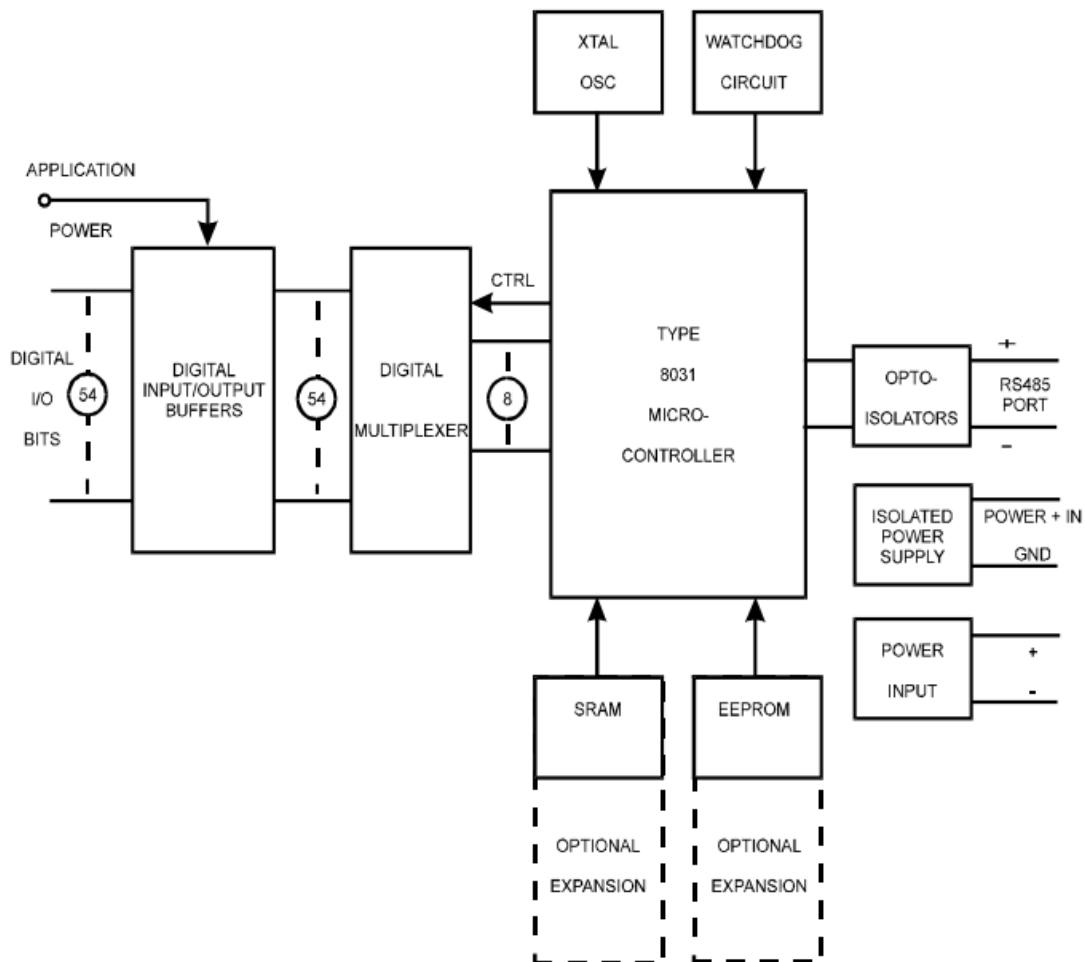 XTAL
OSC
WATCHDOG
CIRCUIT
APPLICATION
POWER
DIGITAL
I/O
BITS
54
DIGITAL
INPUT/OUTPUT
BUFFERS
54
DIGITAL
MULTIPLEXER
CTRL
8
TYPE
8031
MICRO-
CONTROLLER
OPTO-
ISOLATORS
+
RS485
PORT
–
ISOLATED
POWER
SUPPLY
POWER + IN
GND
POWER
INPUT
+
-
SRAM
OPTIONAL
EXPANSION
EEPROM
OPTIONAL
EXPANSION